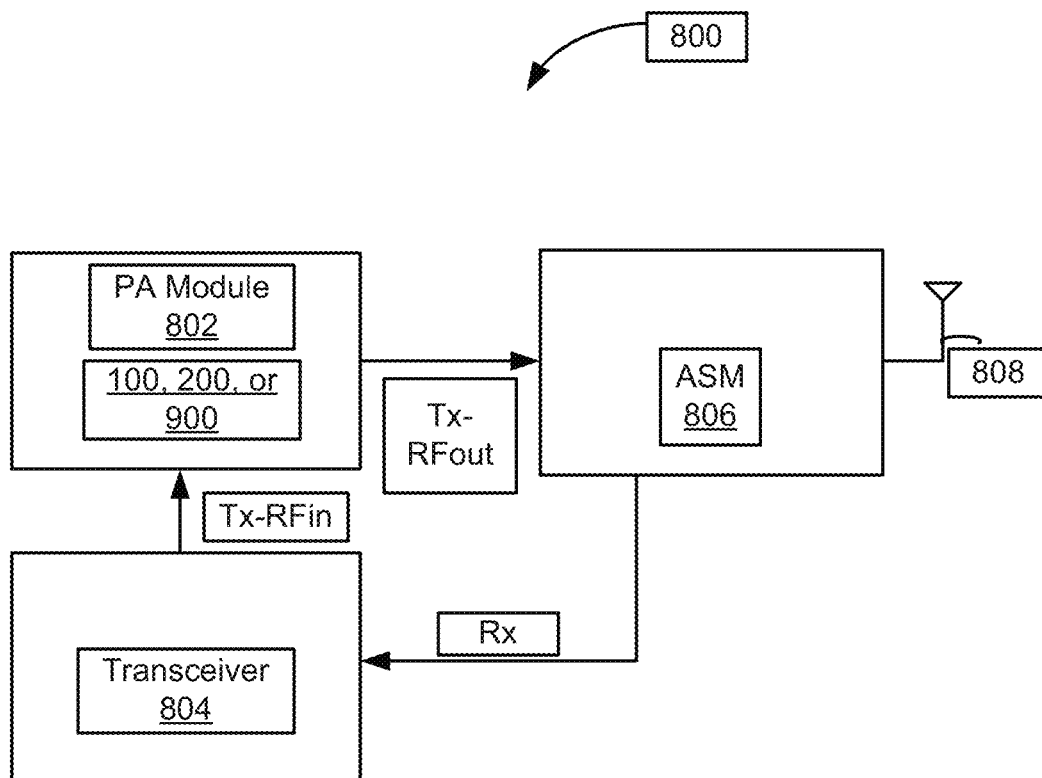 800
PA Module
802
100, 200, or
900
Tx-
RFout
ASM
806
808
Tx-RFin
Rx
Transceiver
804